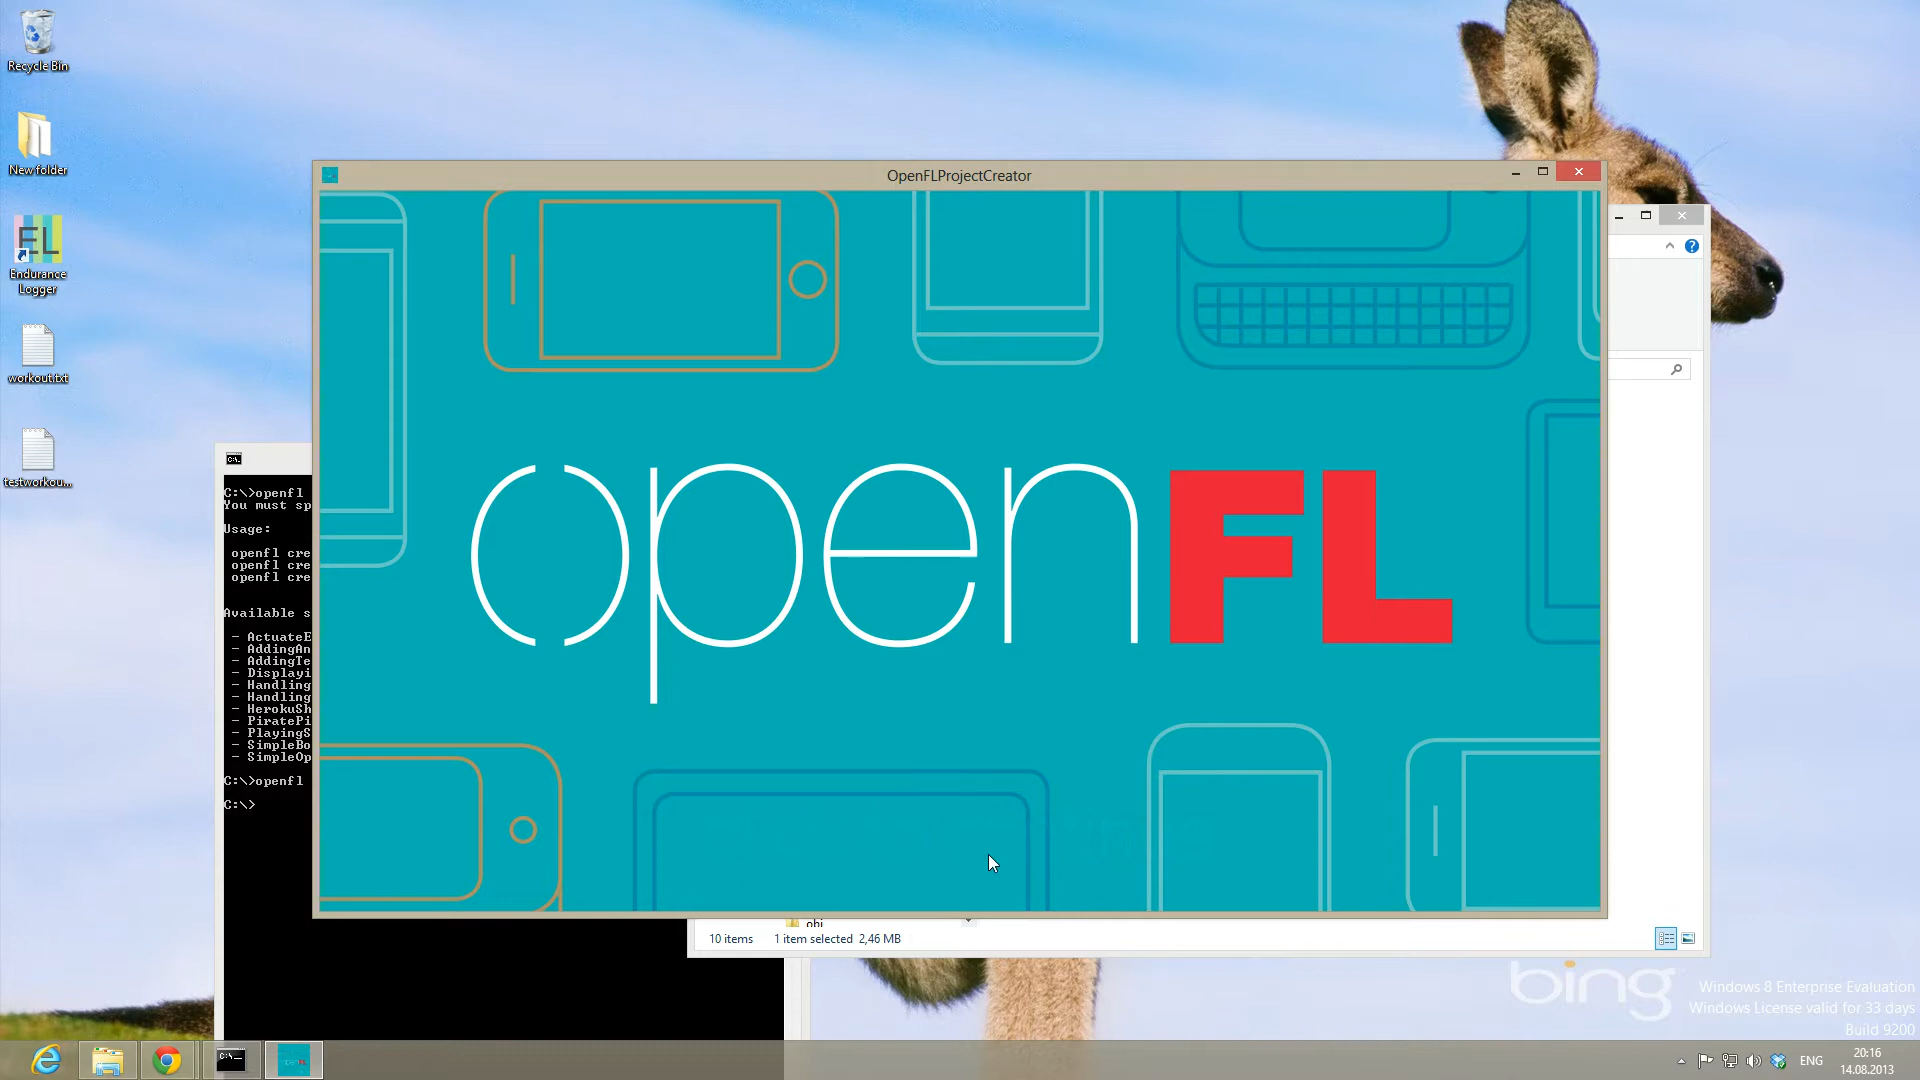 Recycle Bin
New folder
FL
Endurance
Logger
workout.txt
testworkou...
OpenFLProjectCreator
openFL
C:\>openfl
You must sp
Usage:
openfl cre
openfl cre
openfl cre
Available s
- ActuateE
- AddingAn
- AddingTe
- Displayi
- Handling
- Handling
- HerokuSh
- PiratePi
- PlayingS
- SimpleBo
- SimpleOp
C:\>openfl
C:\>
obj
10 items 1 item selected 2,46 MB
bing
Windows 8 Enterprise Evaluation
Windows License valid for 33 days
Build 9200
ENG
20:16
14.08.2013